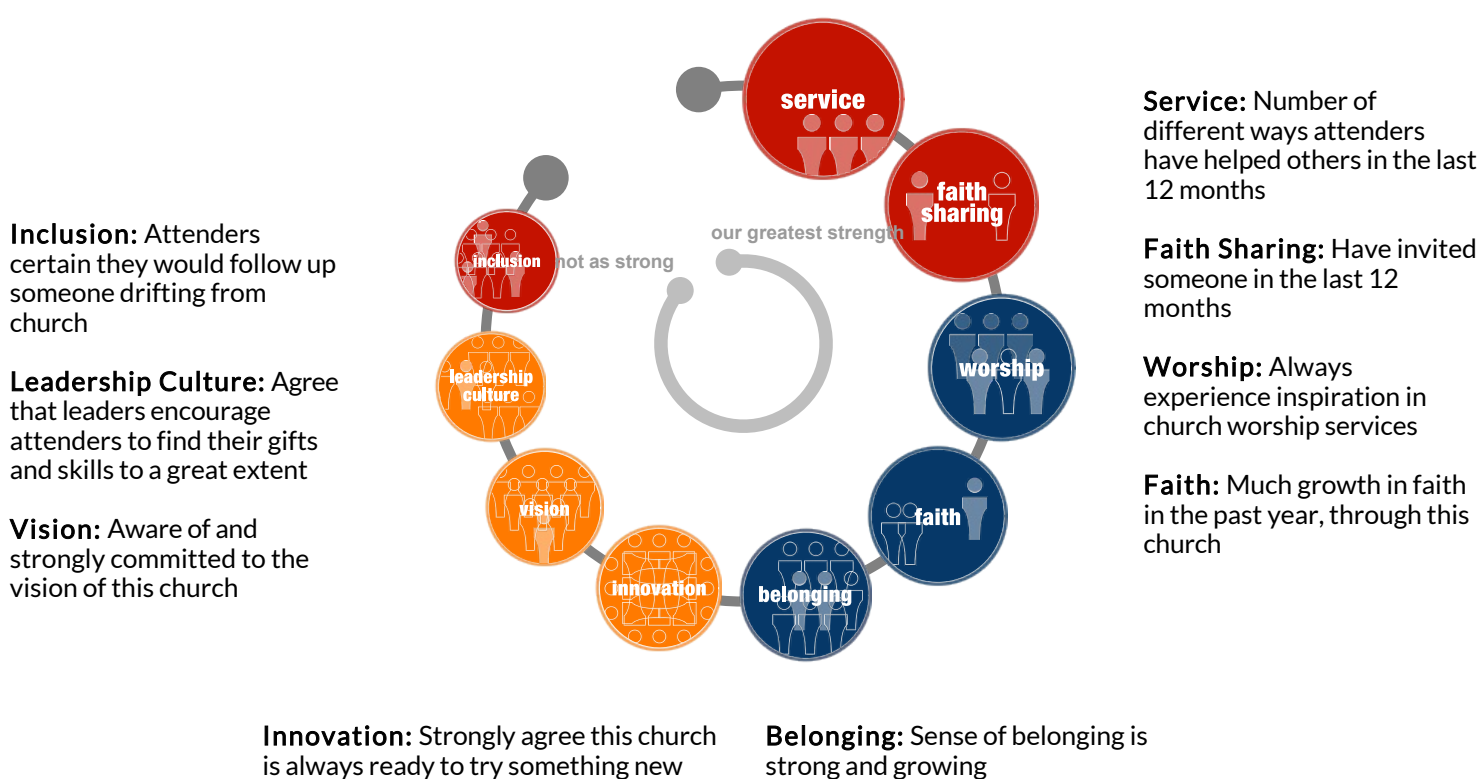 service
faith
sharing
worship
faith
belonging
innovation
vision
leadership
culture
inclusion
our greatest strength
not as strong
Service: Number of
different ways attenders
have helped others in the last
12 months
Faith Sharing: Have invited
someone in the last 12
months
Worship: Always
experience inspiration in
church worship services
Faith: Much growth in faith
in the past year, through this
church
Belonging: Sense of belonging is
strong and growing
Innovation: Strongly agree this church
is always ready to try something new
Inclusion: Attenders
certain they would follow up
someone drifting from
church
Leadership Culture: Agree
that leaders encourage
attenders to find their gifts
and skills to a great extent
Vision: Aware of and
strongly committed to the
vision of this church